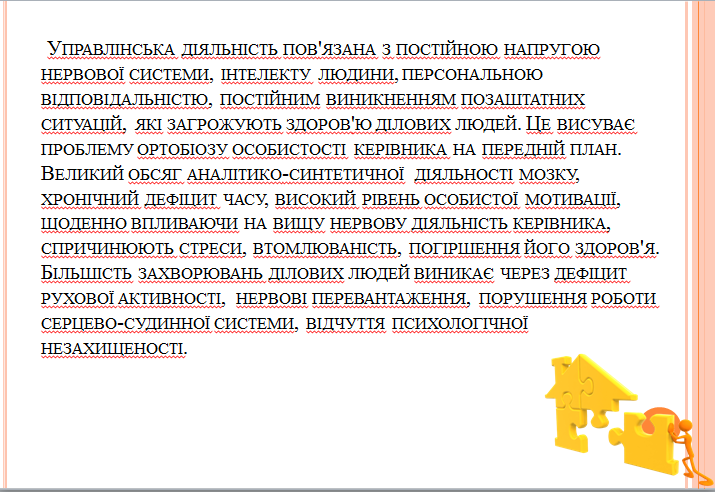 Управлінська діяльність пов'язана з постійною напругою
нервової системи, інтелекту людини, персональною
відповідальністю, постійним виникненням позаштатних
ситуацій, які загрожують здоров'ю ділових людей. Це висуває
проблему ортобіозу особистості керівника на передній план.
Великий обсяг аналітико-синтетичної діяльності мозку,
хронічний дефіцит часу, високий рівень особистої мотивації,
щоденно впливаючи на вищу нервову діяльність керівника,
спричинюють стреси, втомлюваність, погіршення його здоров'я.
Більшість захворювань ділових людей виникає через дефіцит
рухової активності, нервові перевантаження, порушення роботи
серцево-судинної системи, відчуття психологічної
незахищеності.